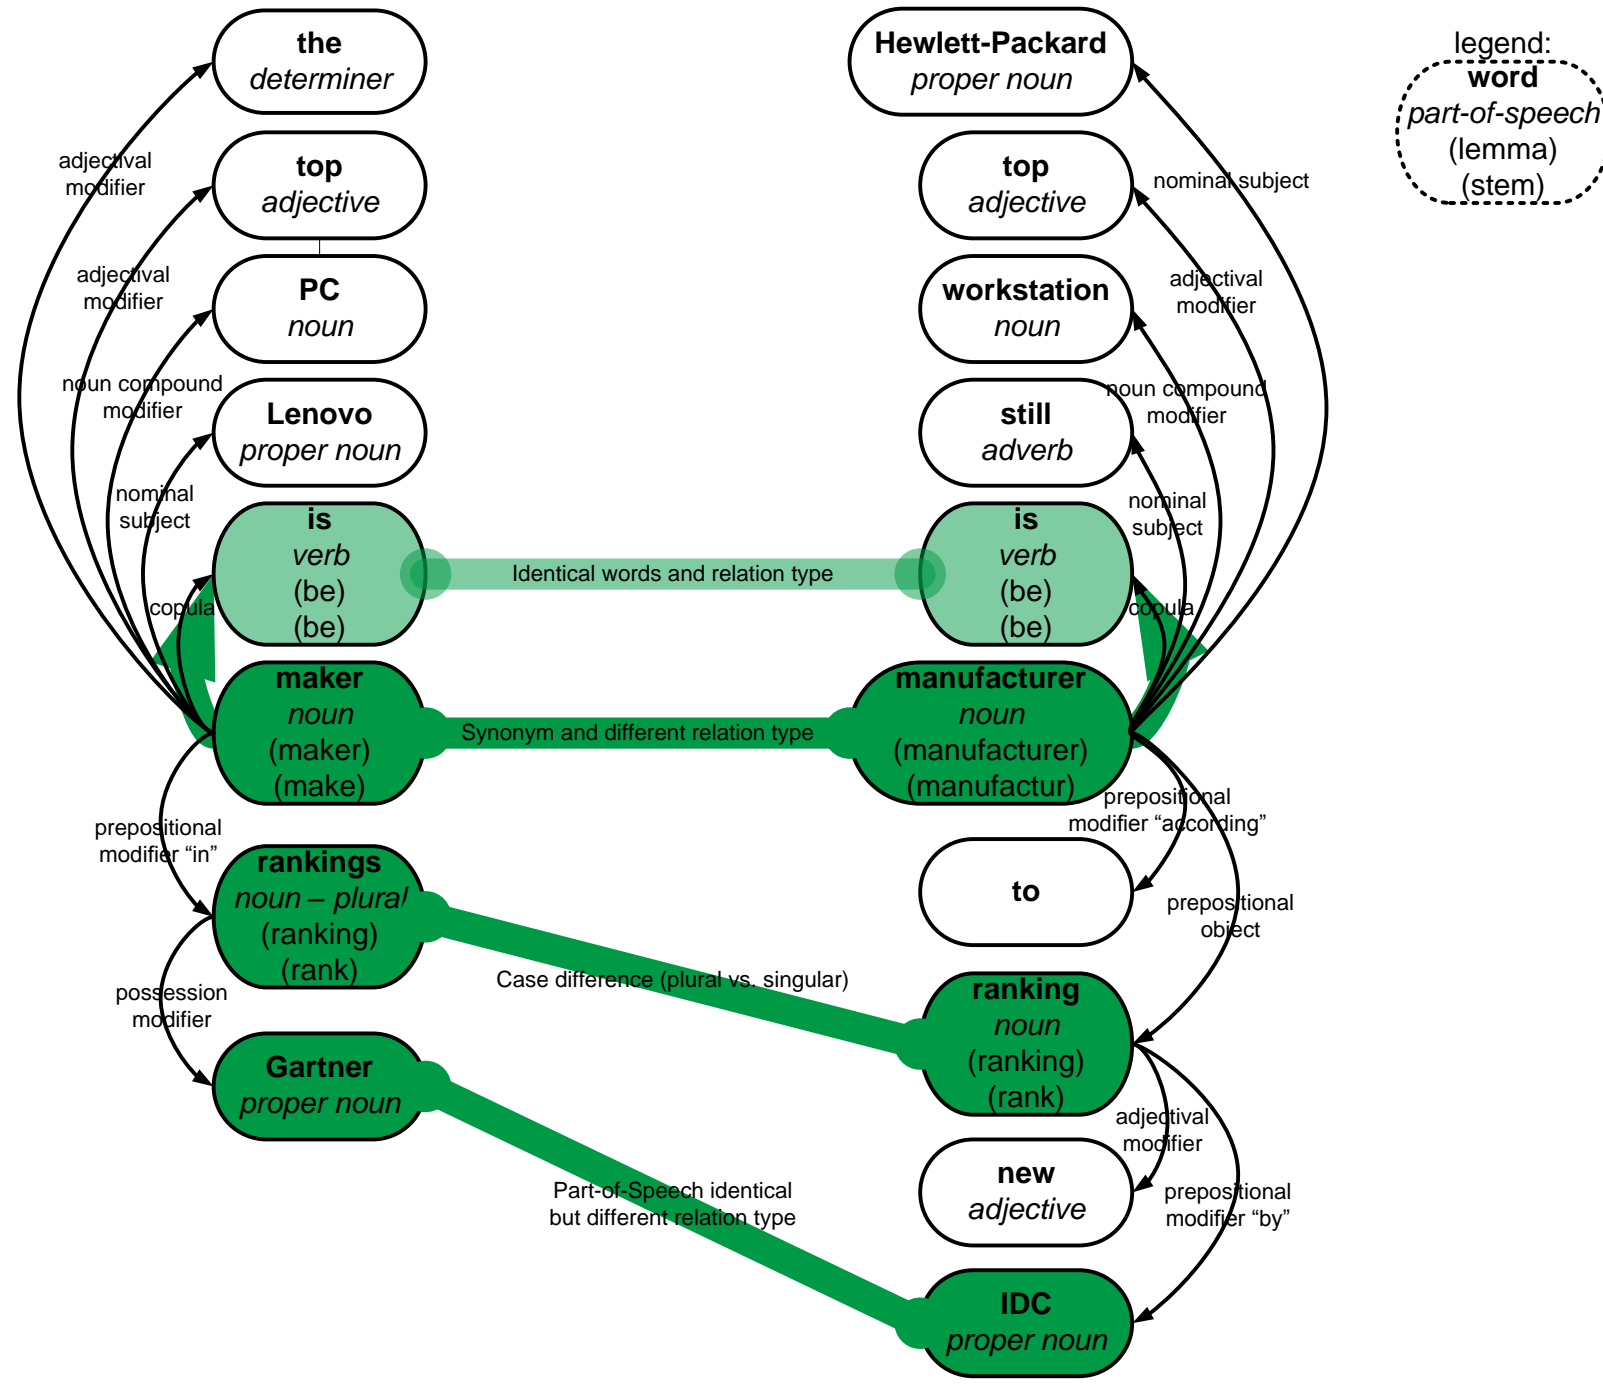 the
determiner
adjectival
modifier
top
adjective
adjectival
modifier
PC
noun
noun compound
modifier
Lenovo
proper noun
nominal
subject
is
verb
(be)
(be)
copula
maker
noun
(maker)
(make)
prepositional
modifier “in”
rankings
noun – plural
(ranking)
(rank)
possession
modifier
Gartner
proper noun
Identical words and relation type
Synonym and different relation type
Case difference (plural vs. singular)
Part-of-Speech identical
but different relation type
Hewlett-Packard
proper noun
nominal subject
top
adjective
adjectival
modifier
workstation
noun
noun compound
modifier
still
adverb
nominal
subject
is
verb
(be)
(be)
copula
manufacturer
noun
(manufacturer)
(manufactur)
prepositional
modifier “according”
to
prepositional
object
ranking
noun
(ranking)
(rank)
adjectival
modifier
new
adjective
prepositional
modifier “by”
IDC
proper noun
legend:
word
part-of-speech
(lemma)
(stem)